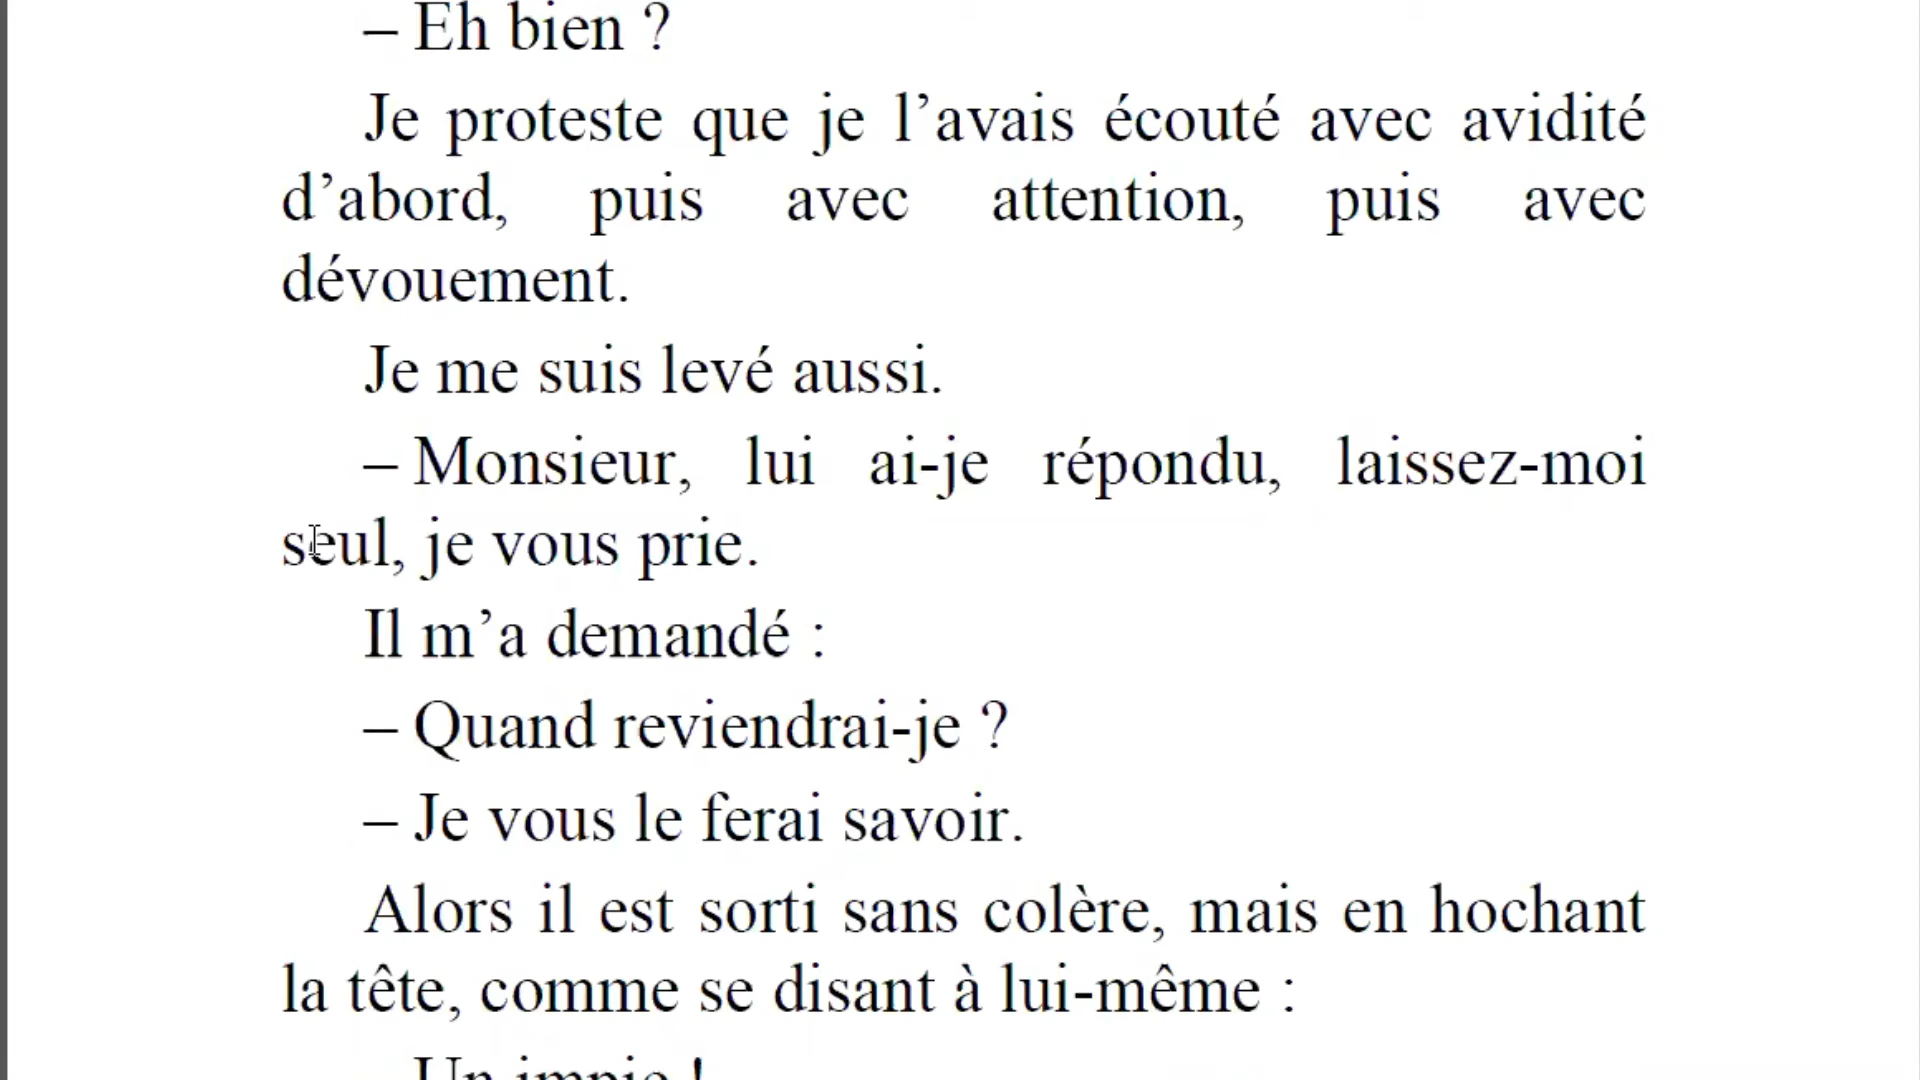 – Eh bien ?
Je proteste que je l’avais écouté avec avidité
d’abord, puis avec attention, puis avec
dévouement.
Je me suis levé aussi.
– Monsieur, lui ai-je répondu, laissez-moi
seul, je vous prie.
Il m’a demandé :
– Quand reviendrai-je ?
– Je vous le ferai savoir.
Alors il est sorti sans colère, mais en hochant
la tête, comme se disant à lui-même :
– Un impie !